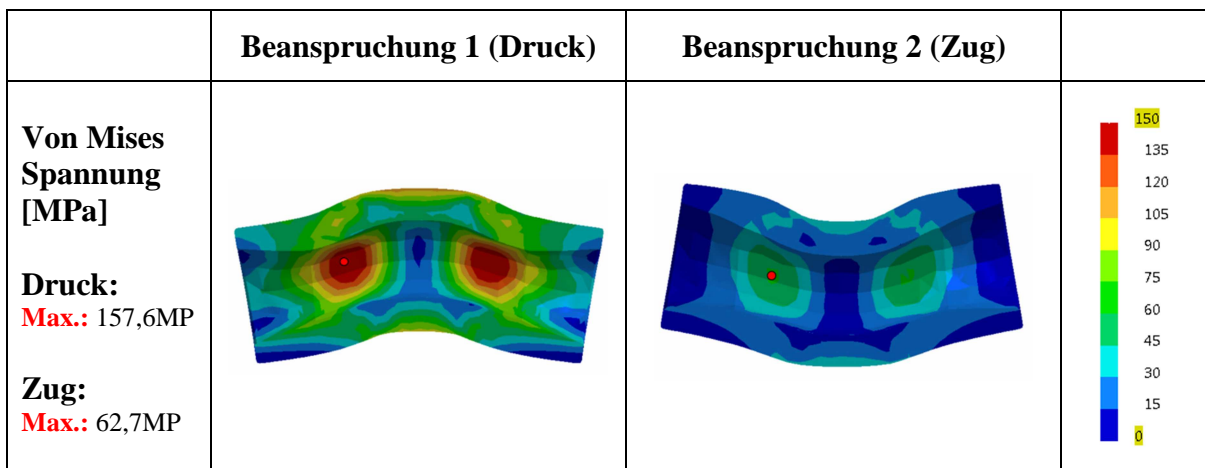 Beanspruchung 1 (Druck)
Beanspruchung 2 (Zug)
Von Mises
Spannung
[MPa]
Druck:
Max.: 157,6MP
Zug:
Max.: 62,7MP
150
135
120
105
90
75
60
45
30
15
0